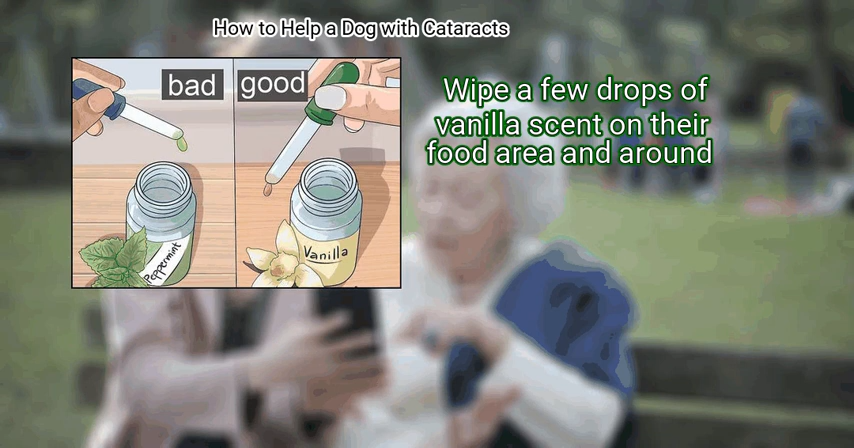 How to Help a Dog with Cataracts
bad
good
Wipe a few drops of
vanilla scent on their
food area and around
Peppermint
Vanilla